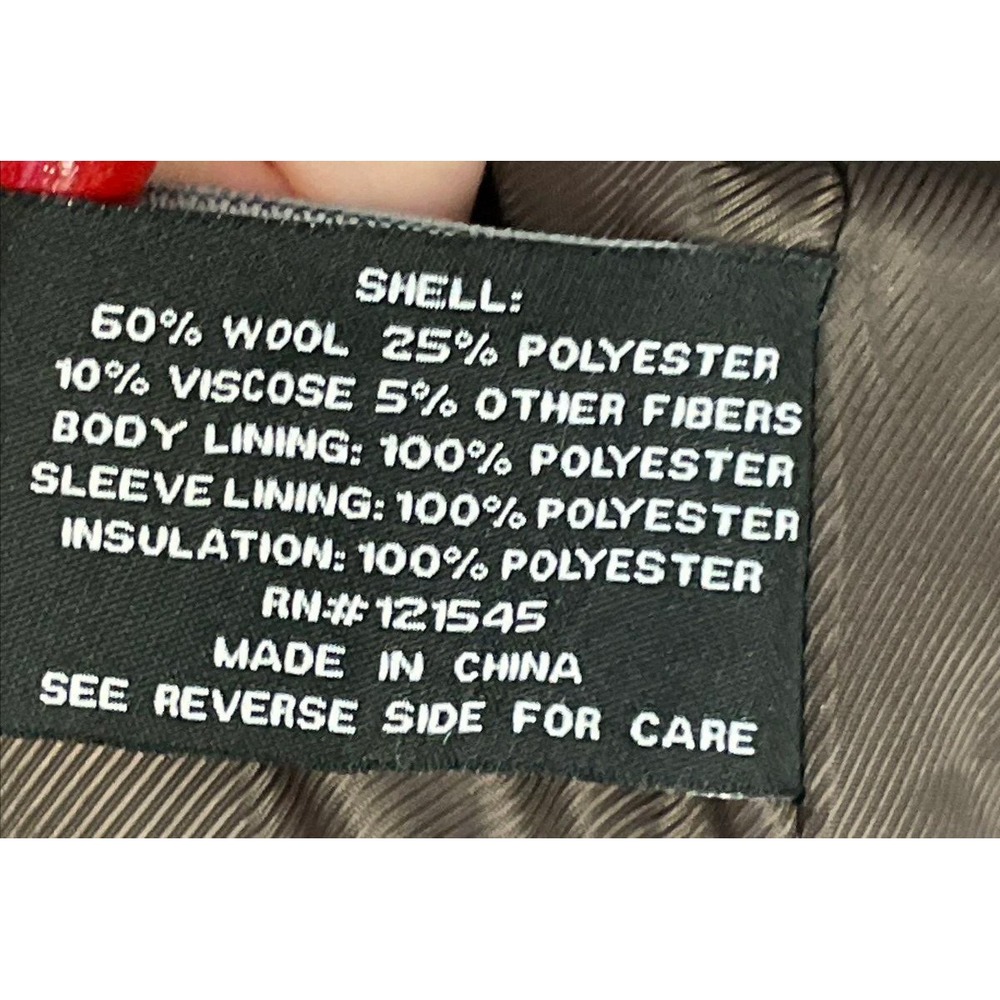 SHELL:
60% WOOL 25% POLYESTER
10% VISCOSE 5% OTHER FIBERS
BODY LINING: 100% POLYESTER
SLEEVE LINING: 100% POLYESTER
INSULATION: 100% POLYESTER
RN# 121545
MADE IN CHINA
SEE REVERSE SIDE FOR CARE